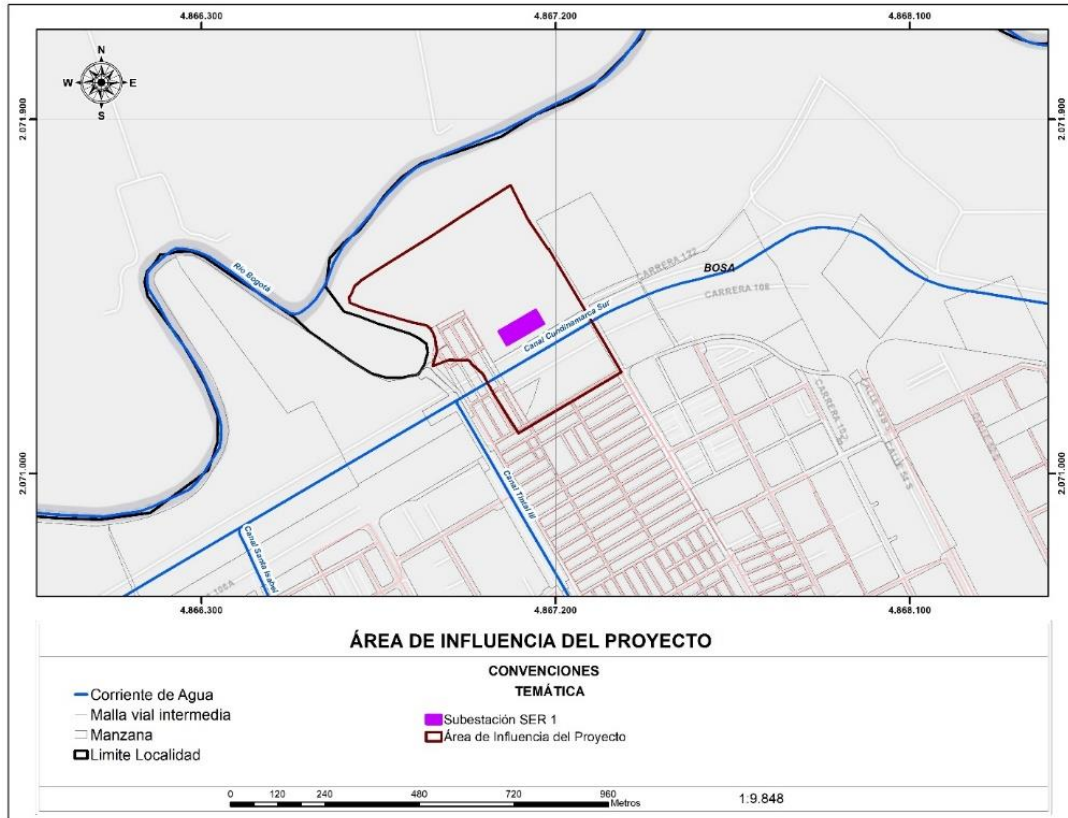 4.866.300
4.867.200
4.868.100
N
W
E
S
2.071.900
2.071.900
Río Bogotá
CARRERA 122
BOSA
CARRERA 108
Canal Cundinamarca Sur
2.071.000
2.071.000
Canal Tintal III
Canal Santa Isabel
4.866.300
4.867.200
4.868.100
ÁREA DE INFLUENCIA DEL PROYECTO
CONVENCIONES
TEMÁTICA
Corriente de Agua
Malla vial intermedia
Manzana
Limite Localidad
Subestación SER 1
Área de Influencia del Proyecto
0 120 240 480 720 960
Metros
1:9.848